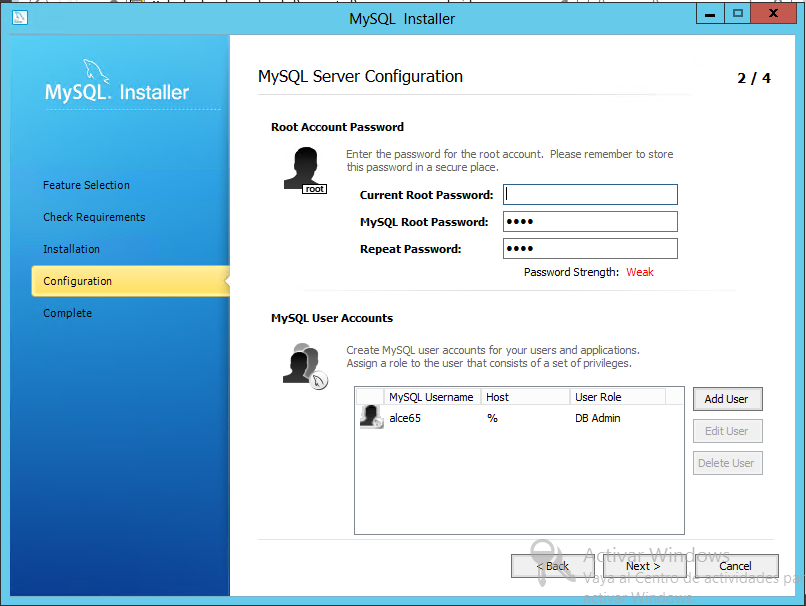 MySQL Installer
MySQL Installer
MySQL Server Configuration
2 / 4
Feature Selection
Check Requirements
Installation
Configuration
Complete
Root Account Password
Enter the password for the root account. Please remember to store
this password in a secure place.
root
Current Root Password:
MySQL Root Password: ●●●●
Repeat Password: ●●●●
Password Strength: Weak
MySQL User Accounts
Create MySQL user accounts for your users and applications.
Assign a role to the user that consists of a set of privileges.
MySQL Username Host User Role
alce65 % DB Admin
Add User
Edit User
Delete User
< Back Next > Cancel
Activar Windows
Vaya al Centro de actividades pa
activar Windows